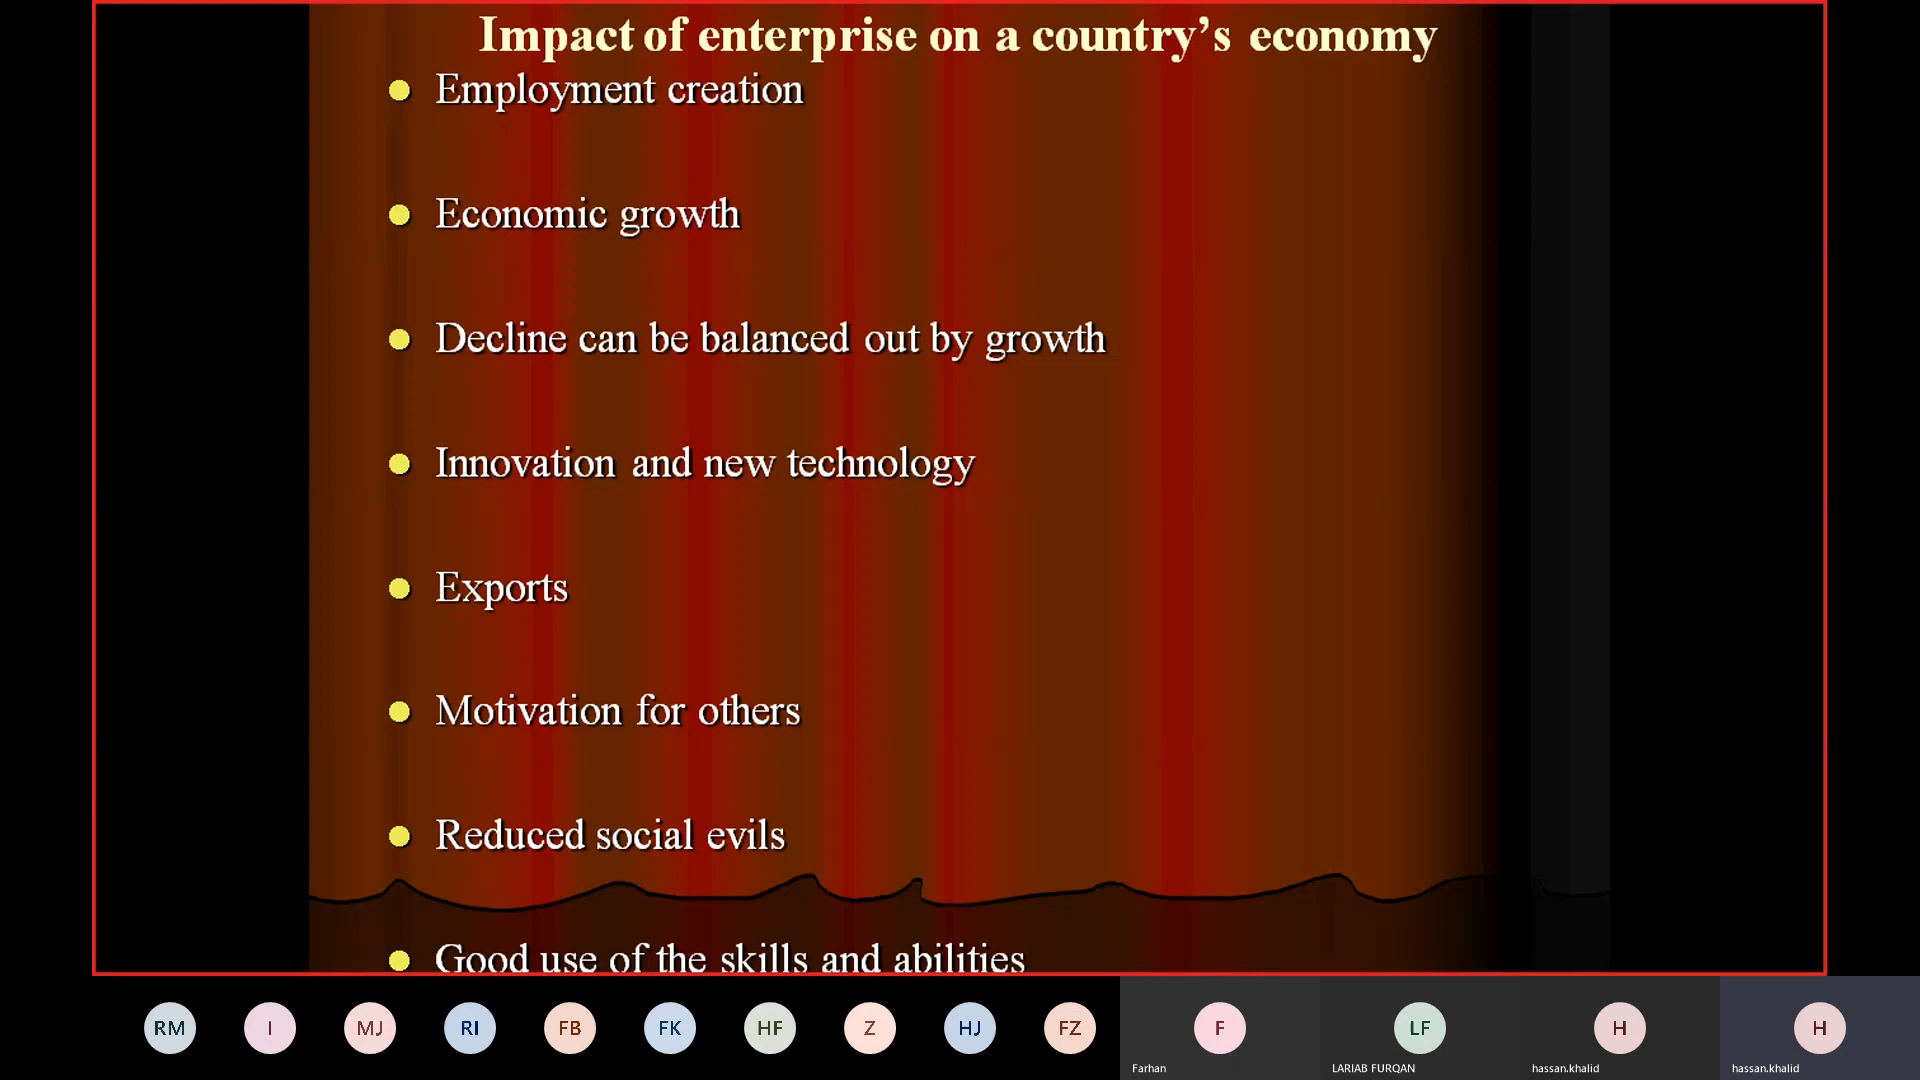 Impact of enterprise on a country’s economy
Employment creation
Economic growth
Decline can be balanced out by growth
Innovation and new technology
Exports
Motivation for others
Reduced social evils
Good use of the skills and abilities
RM
I
MJ
RI
FB
FK
HF
Z
HJ
FZ
F
LF
H
H
Farhan
LARIAB FURQAN
hassan.khalid
hassan.khalid